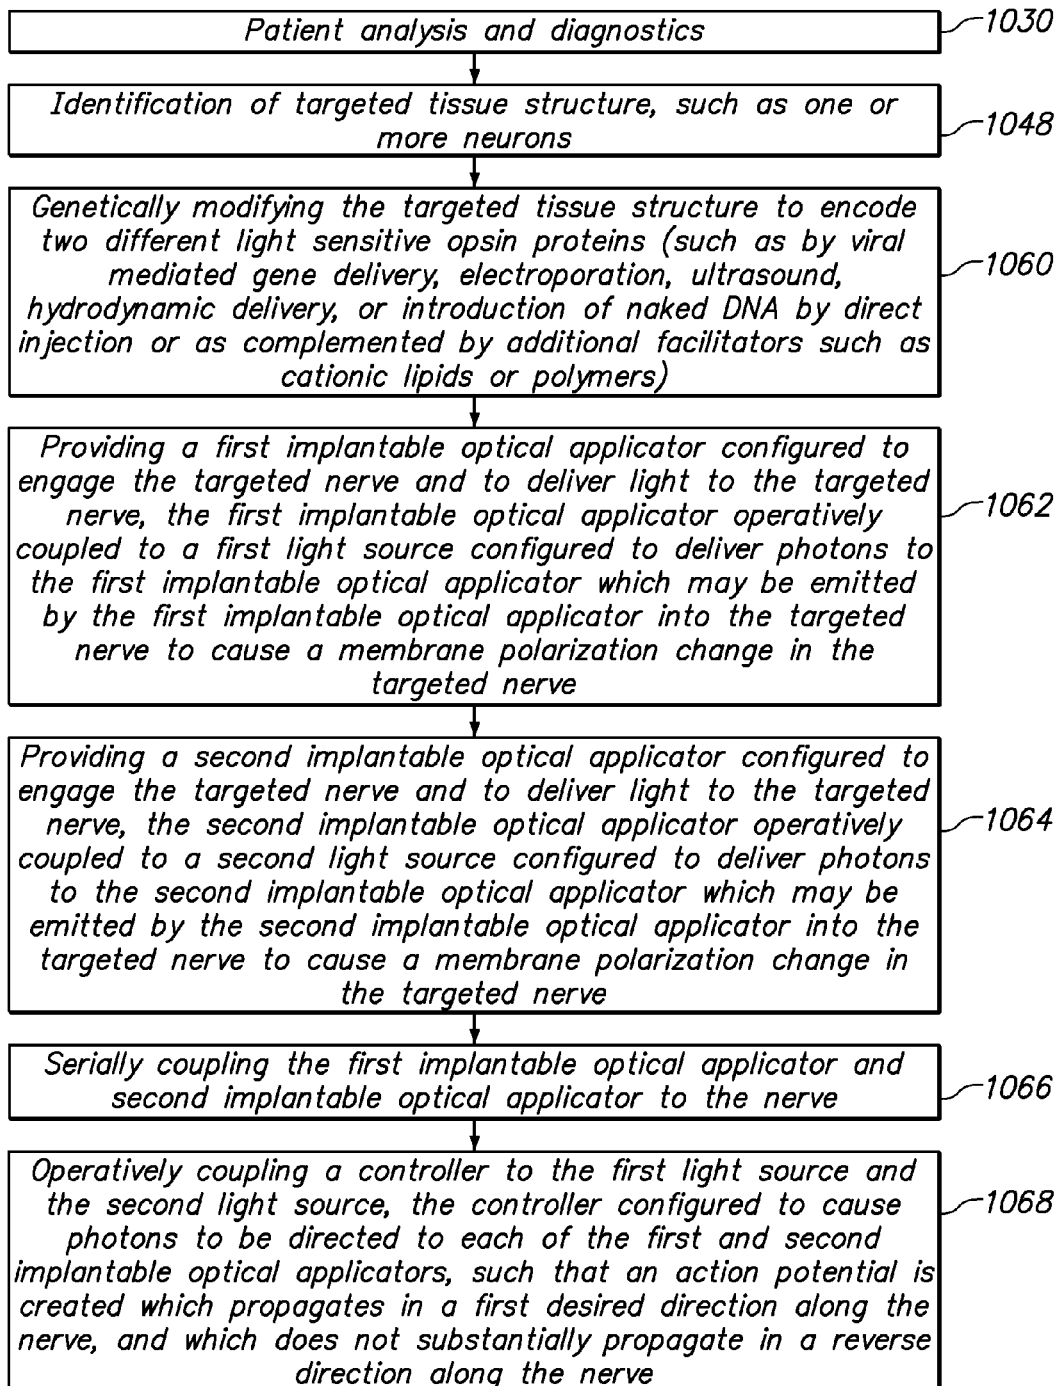 Patient analysis and diagnostics
1030
Identification of targeted tissue structure, such as one or
more neurons
1048
Genetically modifying the targeted tissue structure to encode
two different light sensitive opsin proteins (such as by viral
mediated gene delivery, electroporation, ultrasound,
hydrodynamic delivery, or introduction of naked DNA by direct
injection or as complemented by additional facilitators such as
cationic lipids or polymers)
1060
Providing a first implantable optical applicator configured to
engage the targeted nerve and to deliver light to the targeted
nerve, the first implantable optical applicator operatively
coupled to a first light source configured to deliver photons to
the first implantable optical applicator which may be emitted
by the first implantable optical applicator into the targeted
nerve to cause a membrane polarization change in the
targeted nerve
1062
Providing a second implantable optical applicator configured to
engage the targeted nerve and to deliver light to the targeted
nerve, the second implantable optical applicator operatively
coupled to a second light source configured to deliver photons
to the second implantable optical applicator which may be
emitted by the second implantable optical applicator into the
targeted nerve to cause a membrane polarization change in
the targeted nerve
1064
Serially coupling the first implantable optical applicator and
second implantable optical applicator to the nerve
1066
Operatively coupling a controller to the first light source and
the second light source, the controller configured to cause
photons to be directed to each of the first and second
implantable optical applicators, such that an action potential is
created which propagates in a first desired direction along the
nerve, and which does not substantially propagate in a reverse
direction along the nerve
1068